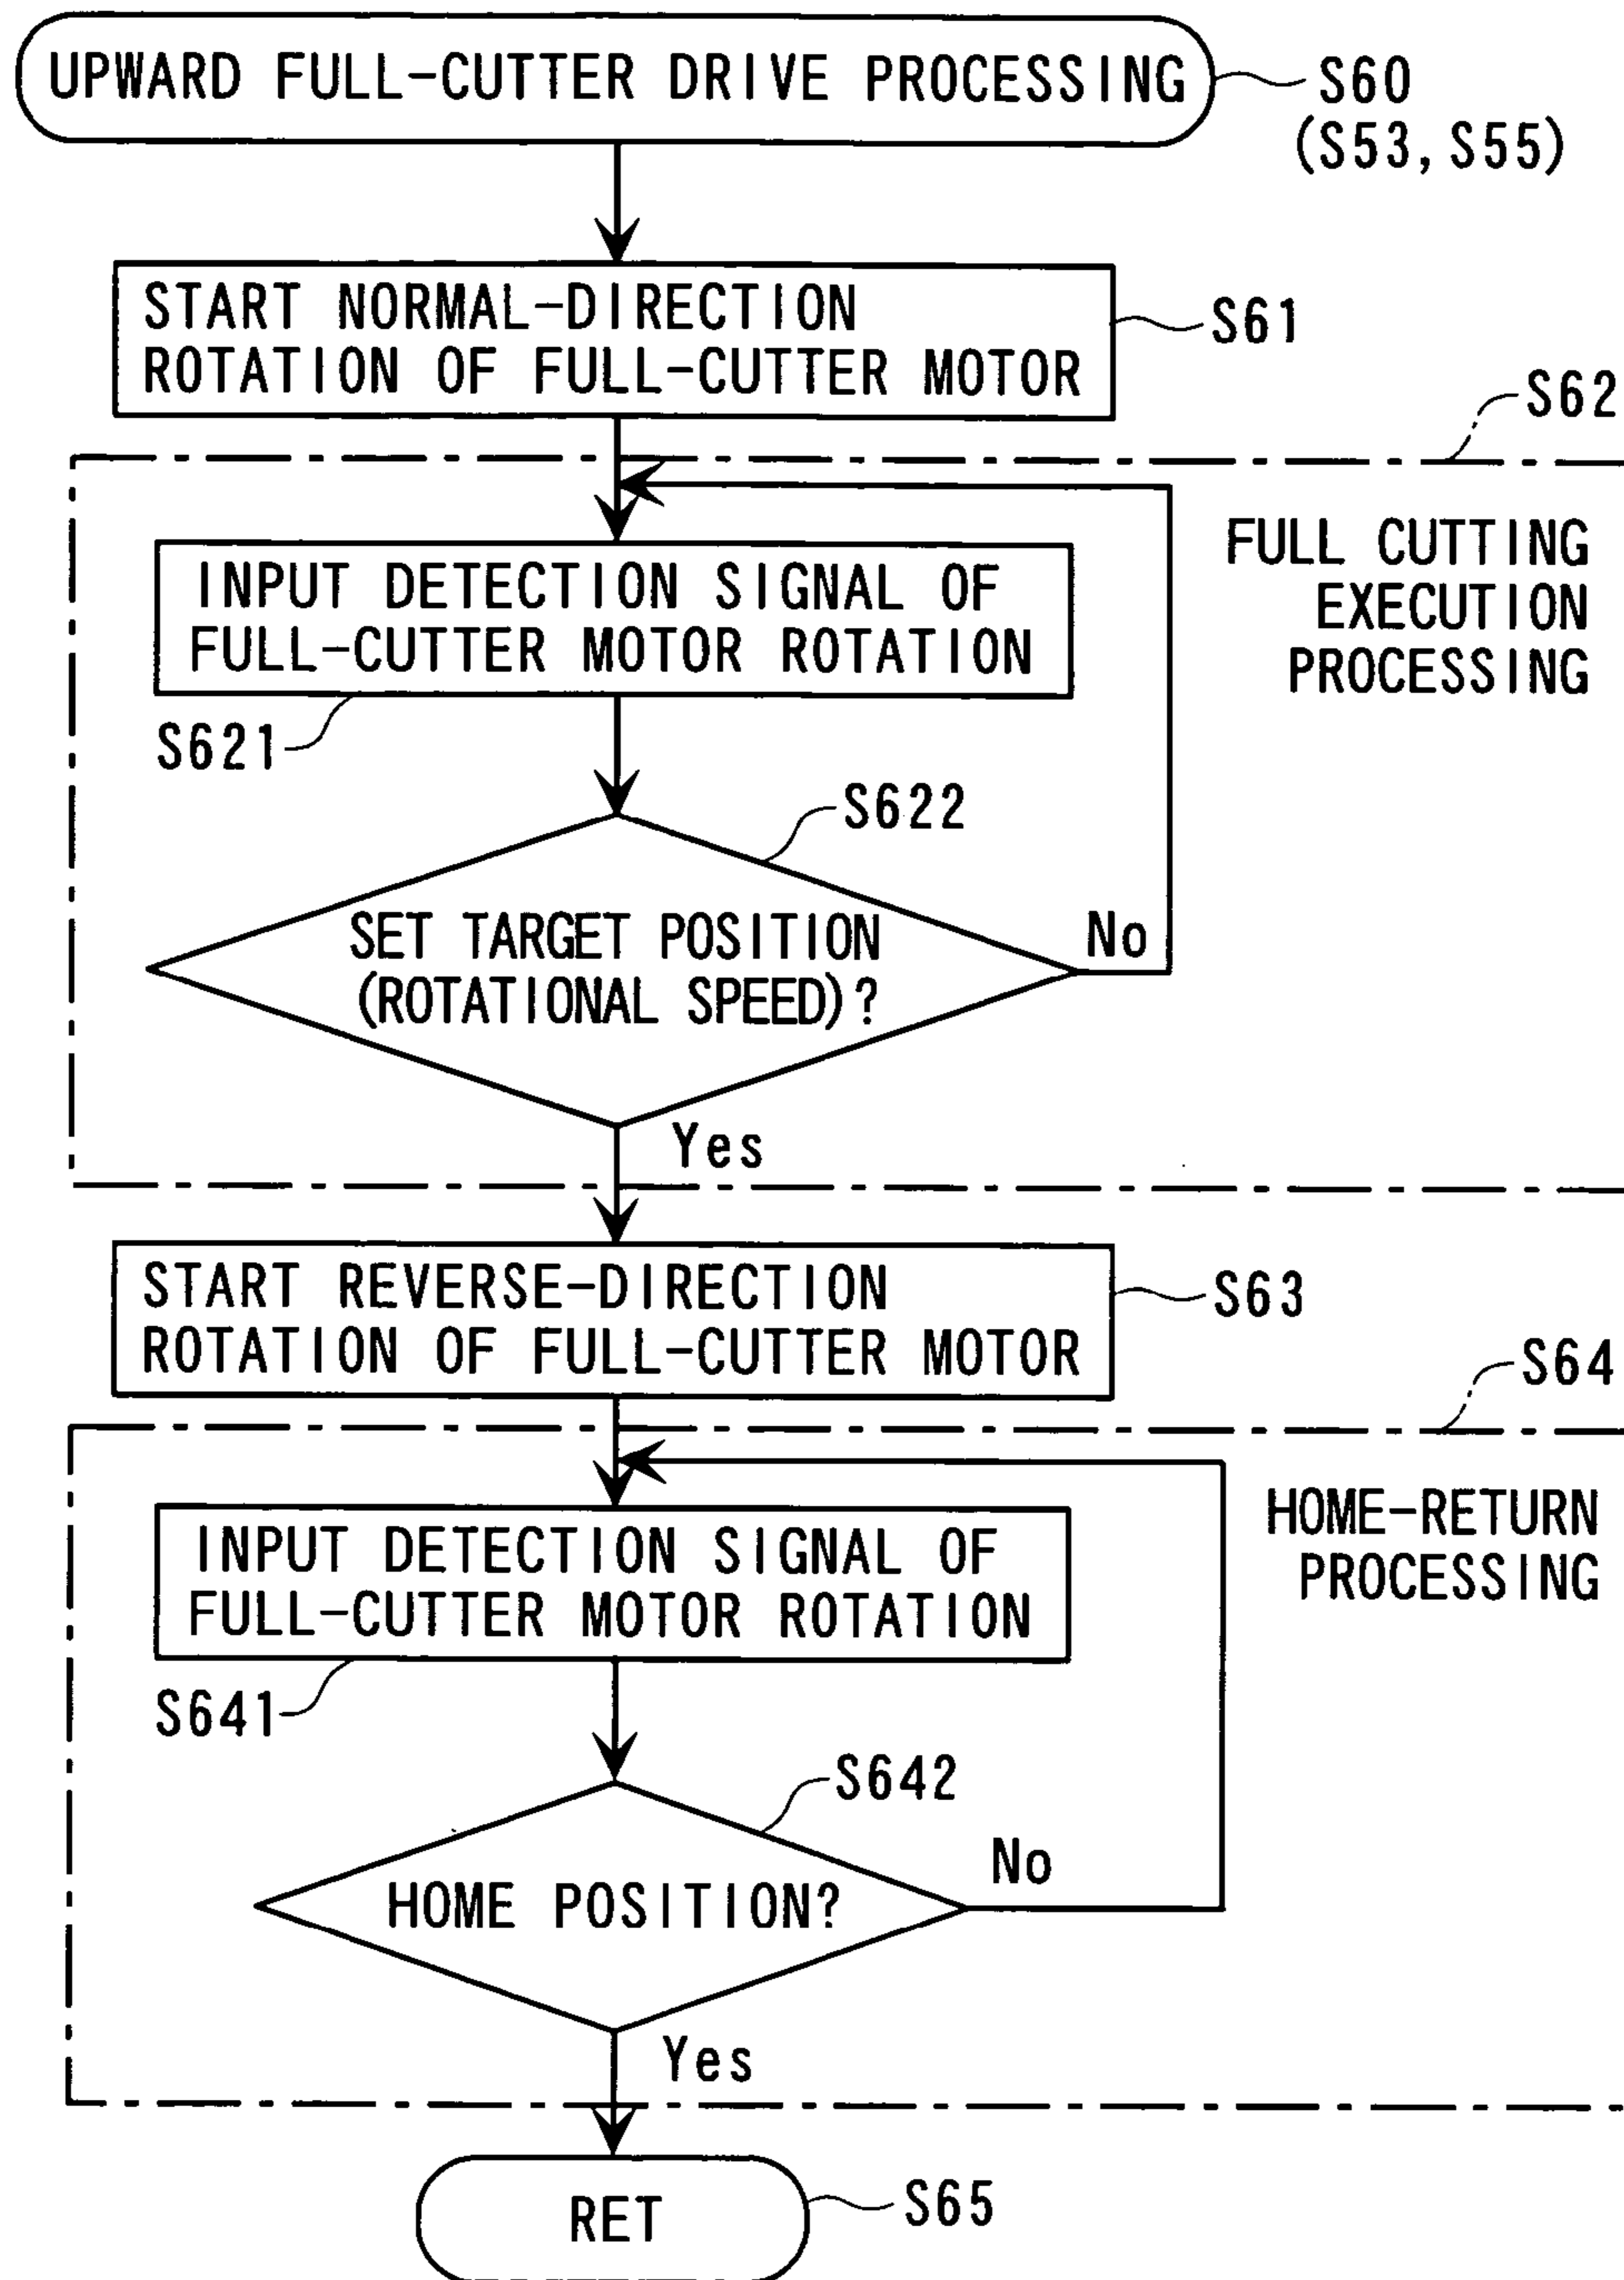 UPWARD FULL-CUTTER DRIVE PROCESSING
S60
(S53, S55)
START NORMAL-DIRECTION
ROTATION OF FULL-CUTTER MOTOR
S61
S62
FULL CUTTING
EXECUTION
PROCESSING
INPUT DETECTION SIGNAL OF
FULL-CUTTER MOTOR ROTATION
S621
S622
SET TARGET POSITION
(ROTATIONAL SPEED)?
No
Yes
START REVERSE-DIRECTION
ROTATION OF FULL-CUTTER MOTOR
S63
S64
HOME-RETURN
PROCESSING
INPUT DETECTION SIGNAL OF
FULL-CUTTER MOTOR ROTATION
S641
S642
HOME POSITION?
No
Yes
RET
S65